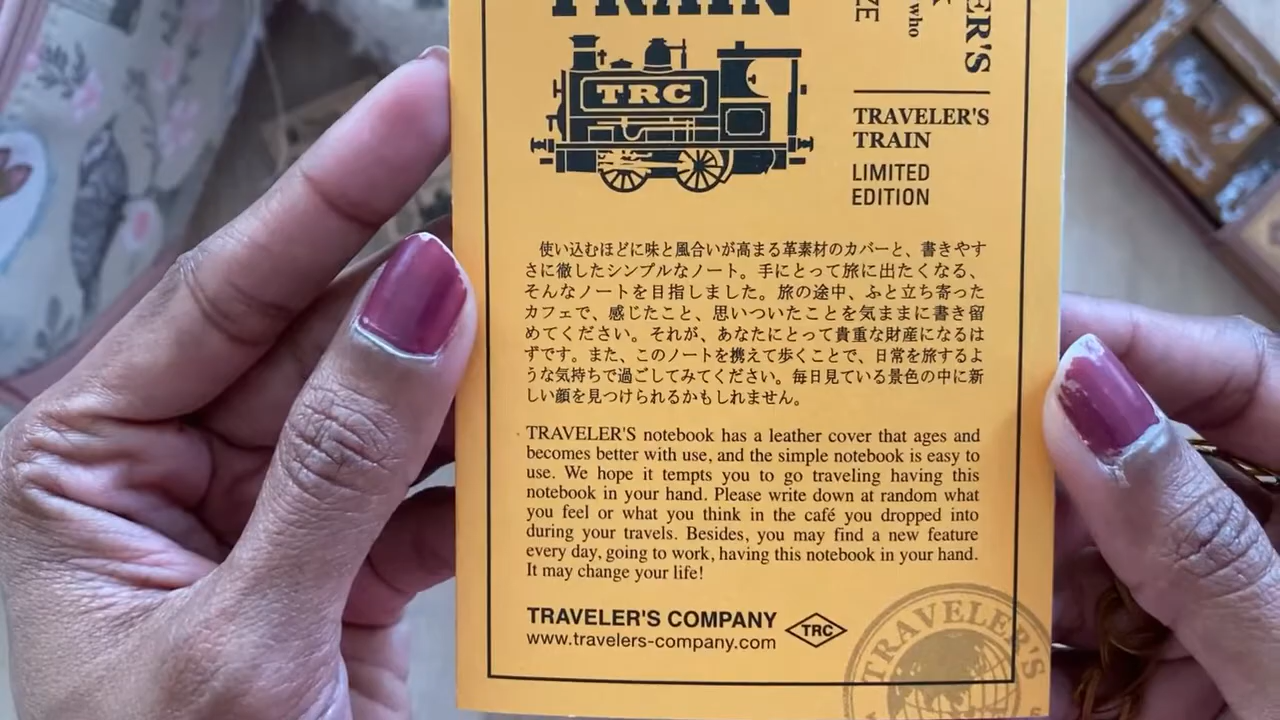 TRAIN
TRC
ER'S
who
ZE
TRAVELER'S
TRAIN
LIMITED
EDITION
使い込むほどに味と風合いが高まる革素材のカバーと、書きやす
さに徹したシンプルなノート。手にとって旅に出たくなる、
そんなノートを目指しました。旅の途中、ふと立ち寄った
カフェで、感じたこと、思いついたことを気ままに書き留
めてください。それが、あなたにとって貴重な財産になるは
ずです。また、このノートを携えて歩くことで、日常を旅するよ
うな気持ちで過ごしてみてください。毎日見ている景色の中に新
しい顔を見つけられるかもしれません。
TRAVELER'S notebook has a leather cover that ages and
becomes better with use, and the simple notebook is easy to
use. We hope it tempts you to go traveling having this
notebook in your hand. Please write down at random what
you feel or what you think in the café you dropped into
during your travels. Besides, you may find a new feature
every day, going to work, having this notebook in your hand.
It may change your life!
TRAVELER'S COMPANY
TRC
www.travelers-company.com
TRAVELER'S